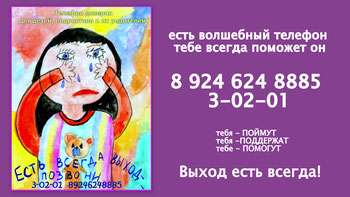 Телефон доверия
для детей, подростков и их родителей
ЕСТЬ ВСЕГДА ВЫХОД-
ПОЗВОНИ
3-02-01 89246248885
есть волшебный телефон
тебе всегда поможет он
8 924 624 8885
3-02-01
тебя - ПОЙМУТ
тебя -ПОДДЕРЖАТ
тебе - ПОМОГУТ
Выход есть всегда!